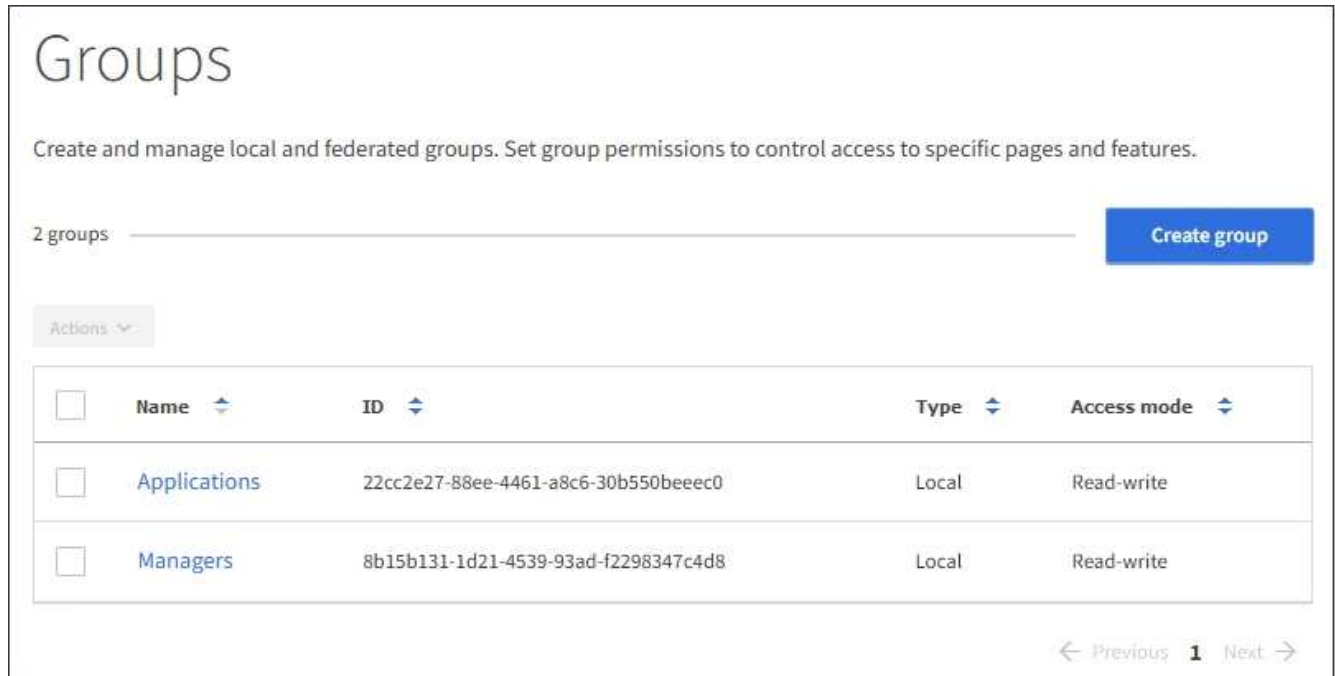 Groups
Create and manage local and federated groups. Set group permissions to control access to specific pages and features.
2 groups Create group
Actions
Name ID Type Access mode
Applications 22cc2e27-88ee-4461-a8c6-30b550beeec0 Local Read-write
Managers 8b15b131-1d21-4539-93ad-f2298347c4d8 Local Read-write
← Previous 1 Next →